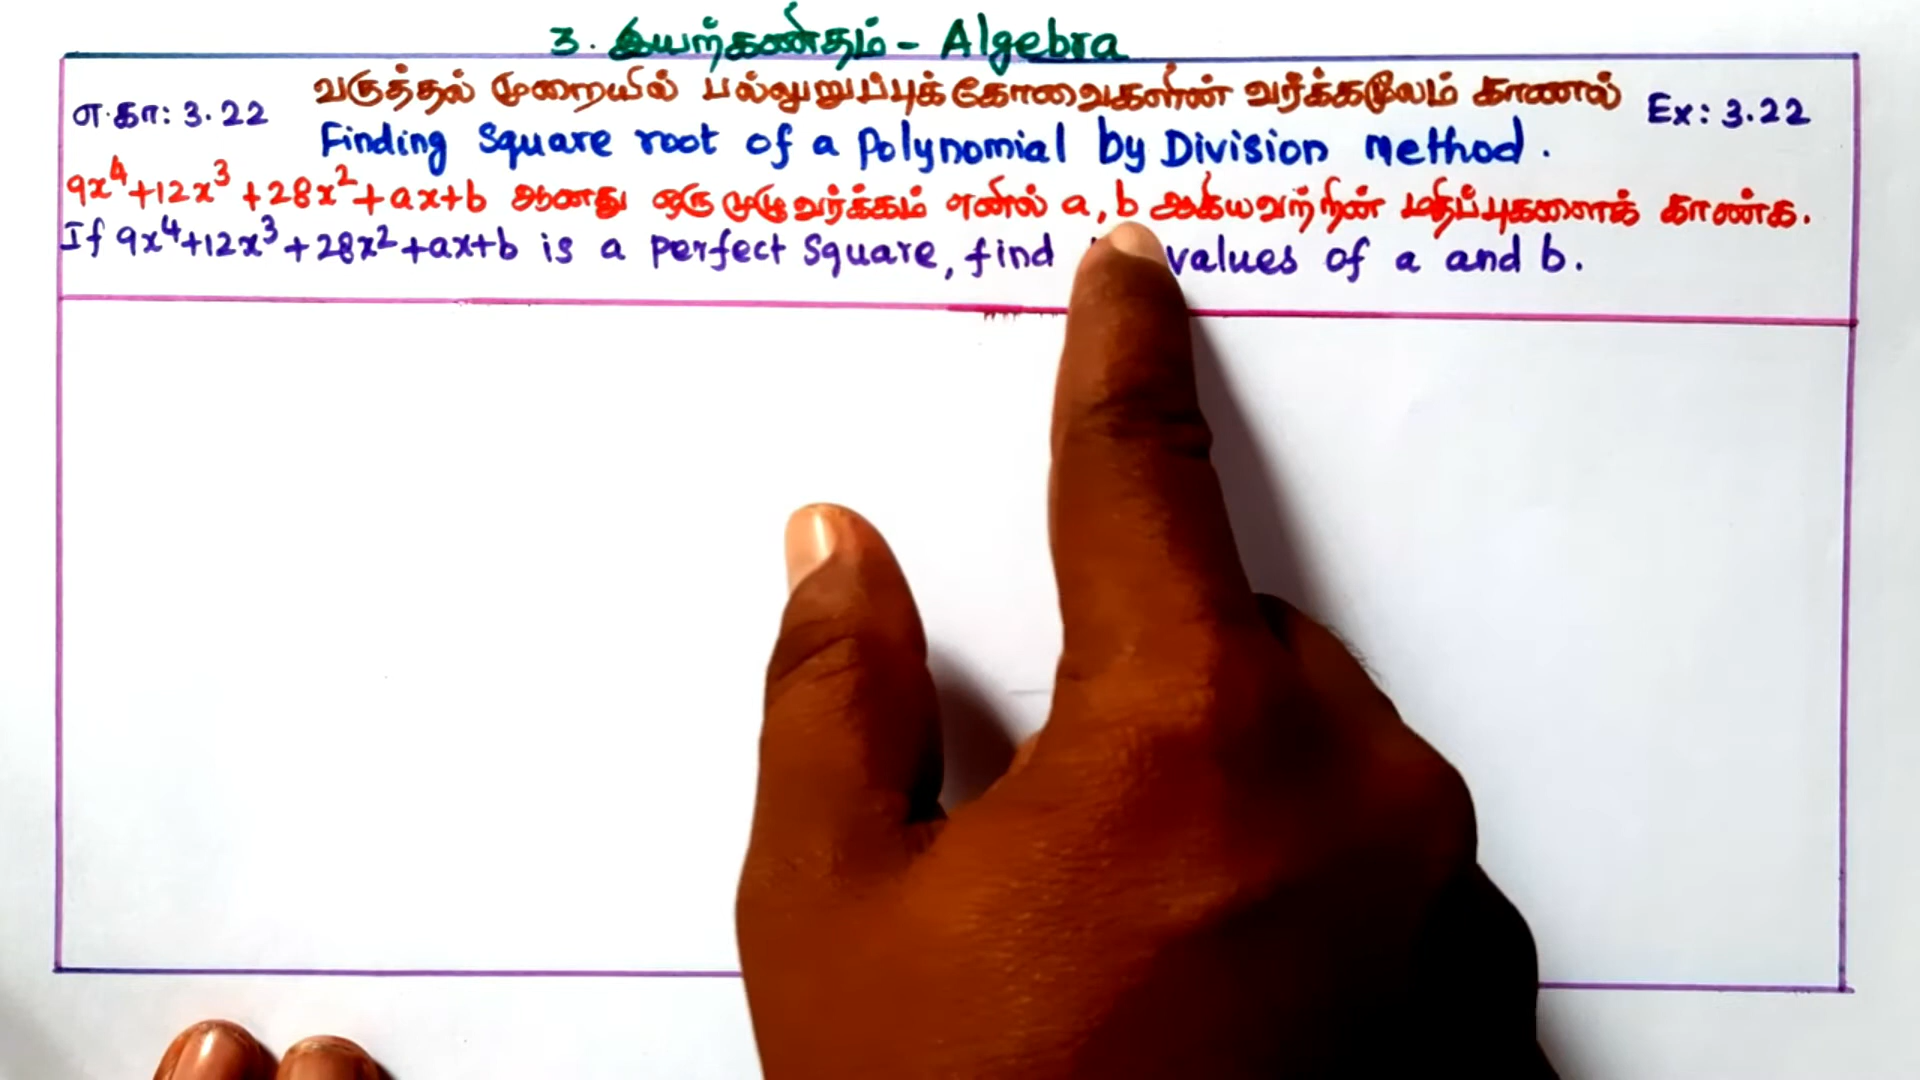 3. இயற்கணிதம் - Algebra
எ.கா: 3.22 வகுத்தல் முறையில் பல்லுறுப்புக்கோவைகளின் வர்க்கமூலம் காணல் Ex: 3.22
Finding Square root of a Polynomial by Division method.
9x⁴+12x³+28x²+ax+b ஆனது ஒரு முழு வர்க்கம் எனில் a, b ஆகியவற்றின் மதிப்புகளைக் காண்க.
If 9x⁴+12x³+28x²+ax+b is a perfect square, find values of a and b.